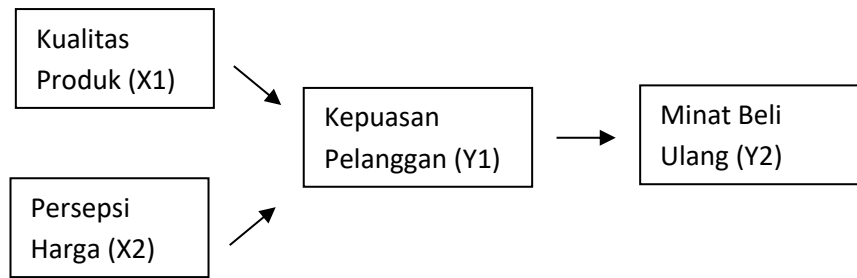 Kualitas
Produk (X1)
Kepuasan
Pelanggan (Y1)
Minat Beli
Ulang (Y2)
Persepsi
Harga (X2)